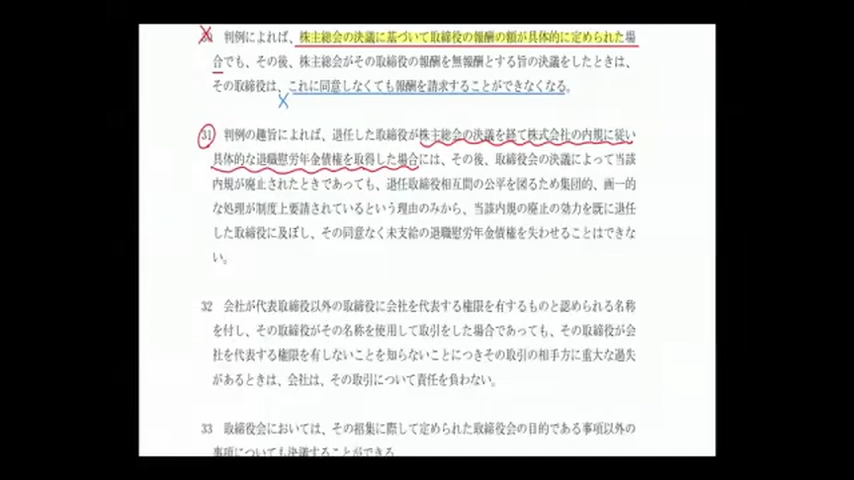 30 判例によれば、株主総会の決議に基づいて取締役の報酬の額が具体的に定められた場
合でも、その後、株主総会がその取締役の報酬を無報酬とする旨の決議をしたときは、
その取締役は、これに同意しなくても報酬を請求することができなくなる。
31 判例の趣旨によれば、退任した取締役が株主総会の決議を経て株式会社の内規に従い
具体的な退職慰労年金債権を取得した場合には、その後、取締役会の決議によって当該
内規が廃止されたときであっても、退任取締役相互間の公平を図るため集団的、画一的
な処理が制度上要請されているという理由のみから、当該内規の廃止の効力を既に退任
した取締役に及ぼし、その同意なく未支給の退職慰労年金債権を失わせることはできな
い。
32 会社が代表取締役以外の取締役に会社を代表する権限を有するものと認められる名称
を付し、その取締役がその名称を使用して取引をした場合であっても、その取締役が会
社を代表する権限を有しないことを知らないことにつきその取引の相手方に重大な過失
があるときは、会社は、その取引について責任を負わない。
33 取締役会においては、その招集に際して定められた取締役会の目的である事項以外の
事項についても決議することができる。